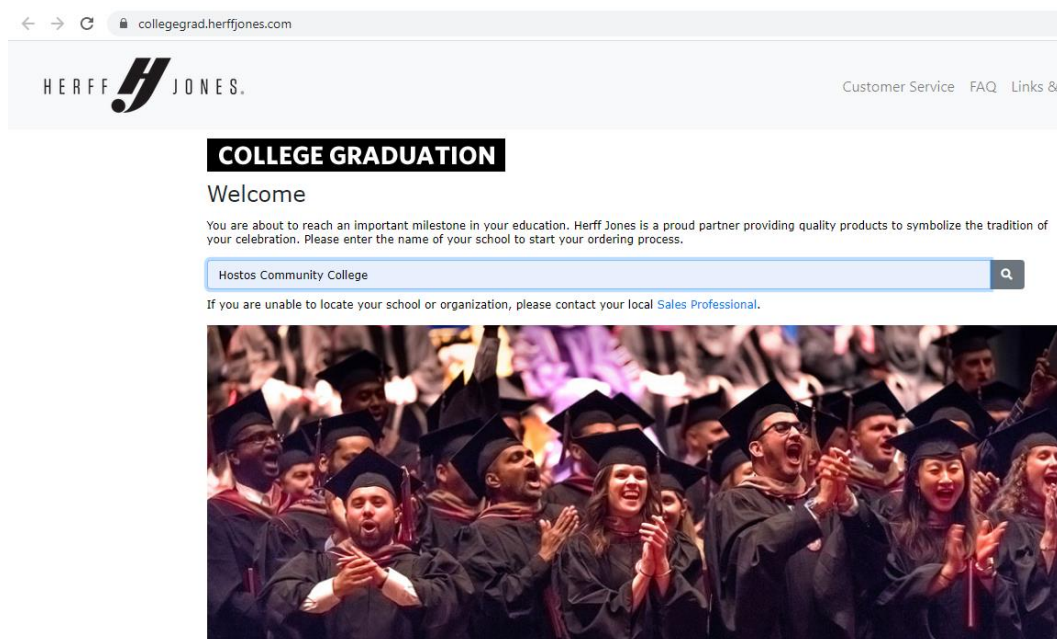 collegegrad.herffjones.com
HERFF JONES.
Customer Service FAQ Links &
COLLEGE GRADUATION
Welcome
You are about to reach an important milestone in your education. Herff Jones is a proud partner providing quality products to symbolize the tradition of
your celebration. Please enter the name of your school to start your ordering process.
Hostos Community College
If you are unable to locate your school or organization, please contact your local Sales Professional.